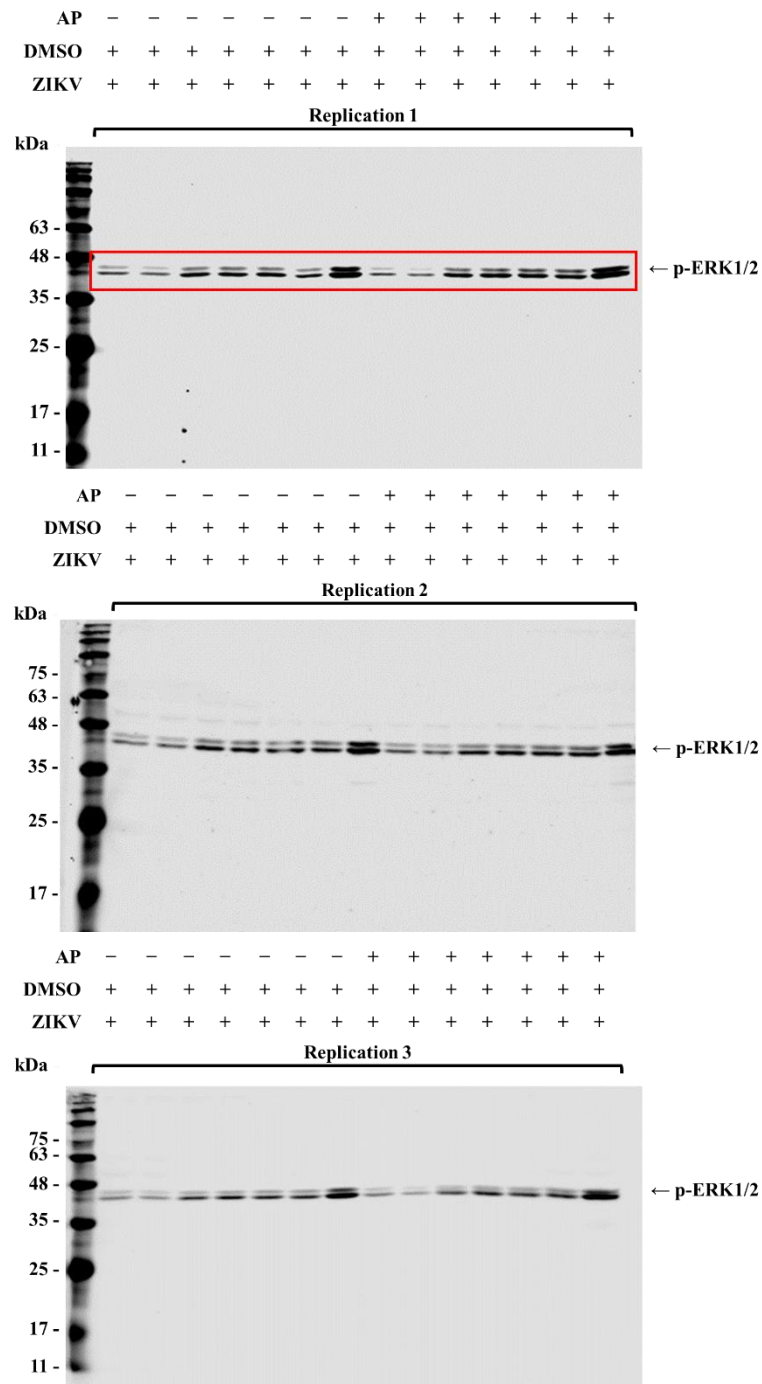 AP − − − − − − − + + + + + + +
DMSO + + + + + + + + + + + + + +
ZIKV + + + + + + + + + + + + + +
Replication 1
kDa
63 -
48 -
← p-ERK1/2
35 -
25 -
17 -
11 -
AP − − − − − − − + + + + + + +
DMSO + + + + + + + + + + + + + +
ZIKV + + + + + + + + + + + + + +
Replication 2
kDa
75 -
63 -
48 -
← p-ERK1/2
35 -
25 -
17 -
AP − − − − − − − + + + + + + +
DMSO + + + + + + + + + + + + + +
ZIKV + + + + + + + + + + + + + +
Replication 3
kDa
75 -
63 -
48 -
← p-ERK1/2
35 -
25 -
17 -
11 -